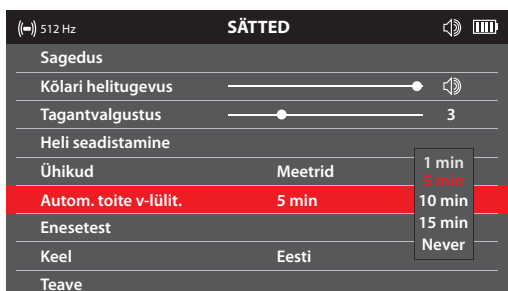 512 Hz SÄTTED
Sagedus
Kõlari helitugevus
Tagantvalgustus 3
Heli seadistamine
Ühikud Meetrid
Autom. toite v-lülit. 5 min
Enesetest
Keel Eesti
Teave
1 min
5 min
10 min
15 min
Never